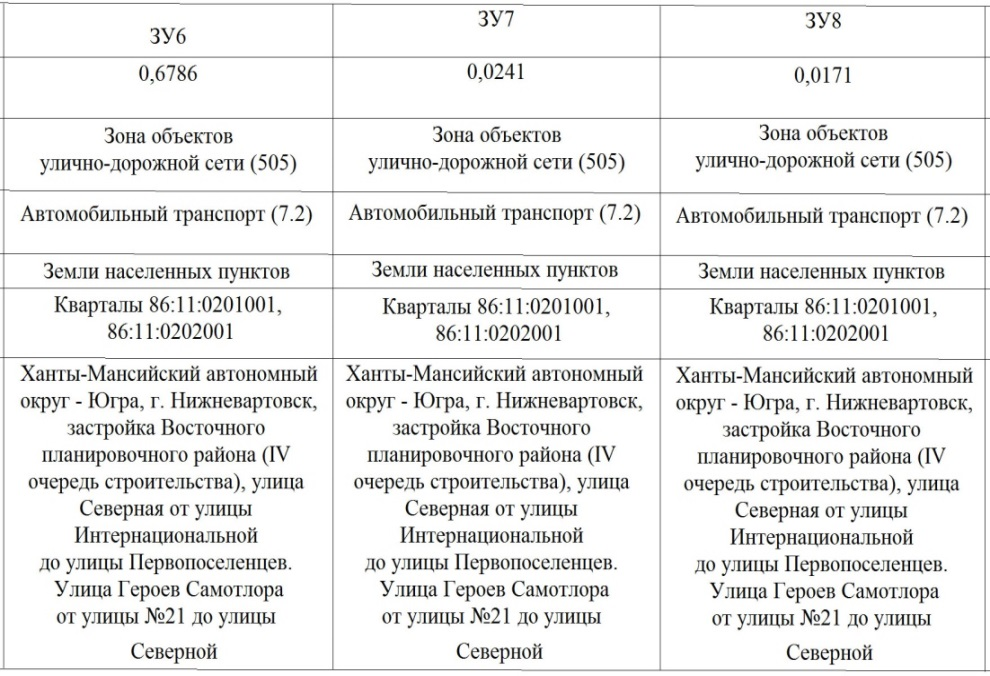 ЗУ6
ЗУ7
ЗУ8
0,6786
0,0241
0,0171
Зона объектов
улично-дорожной сети (505)
Зона объектов
улично-дорожной сети (505)
Зона объектов
улично-дорожной сети (505)
Автомобильный транспорт (7.2)
Автомобильный транспорт (7.2)
Автомобильный транспорт (7.2)
Земли населенных пунктов
Земли населенных пунктов
Земли населенных пунктов
Кварталы 86:11:0201001,
86:11:0202001
Кварталы 86:11:0201001,
86:11:0202001
Кварталы 86:11:0201001,
86:11:0202001
Ханты-Мансийский автономный
округ - Югра, г. Нижневартовск,
застройка Восточного
планировочного района (IV
очередь строительства), улица
Северная от улицы
Интернациональной
до улицы Первопоселенцев.
Улица Героев Самотлора
от улицы №21 до улицы
Северной
Ханты-Мансийский автономный
округ - Югра, г. Нижневартовск,
застройка Восточного
планировочного района (IV
очередь строительства), улица
Северная от улицы
Интернациональной
до улицы Первопоселенцев.
Улица Героев Самотлора
от улицы №21 до улицы
Северной
Ханты-Мансийский автономный
округ - Югра, г. Нижневартовск,
застройка Восточного
планировочного района (IV
очередь строительства), улица
Северная от улицы
Интернациональной
до улицы Первопоселенцев.
Улица Героев Самотлора
от улицы №21 до улицы
Северной